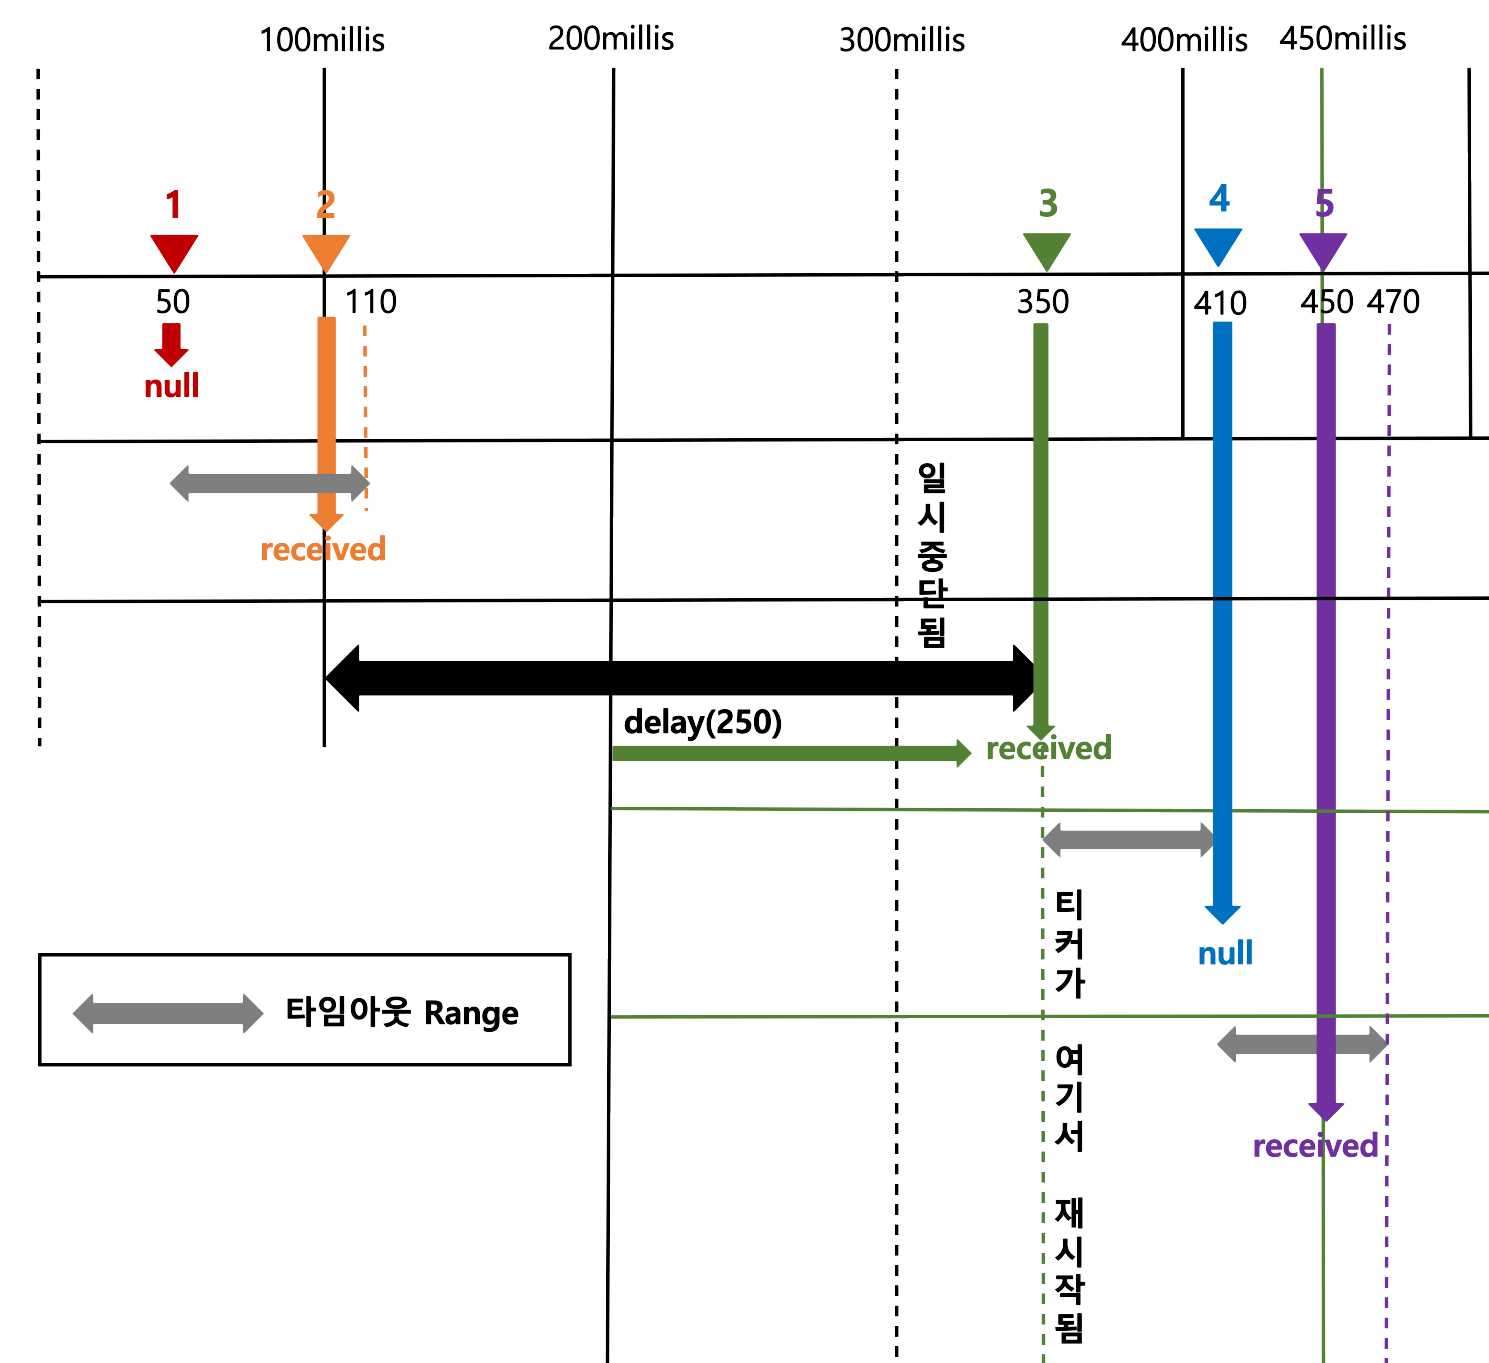 100millis
200millis
300millis
400millis
450millis
1
2
3
4
5
50
110
350
410
450
470
null
received
일시중단됨
delay(250)
received
티커가 여기서 재시작됨
null
타임아웃 Range
received